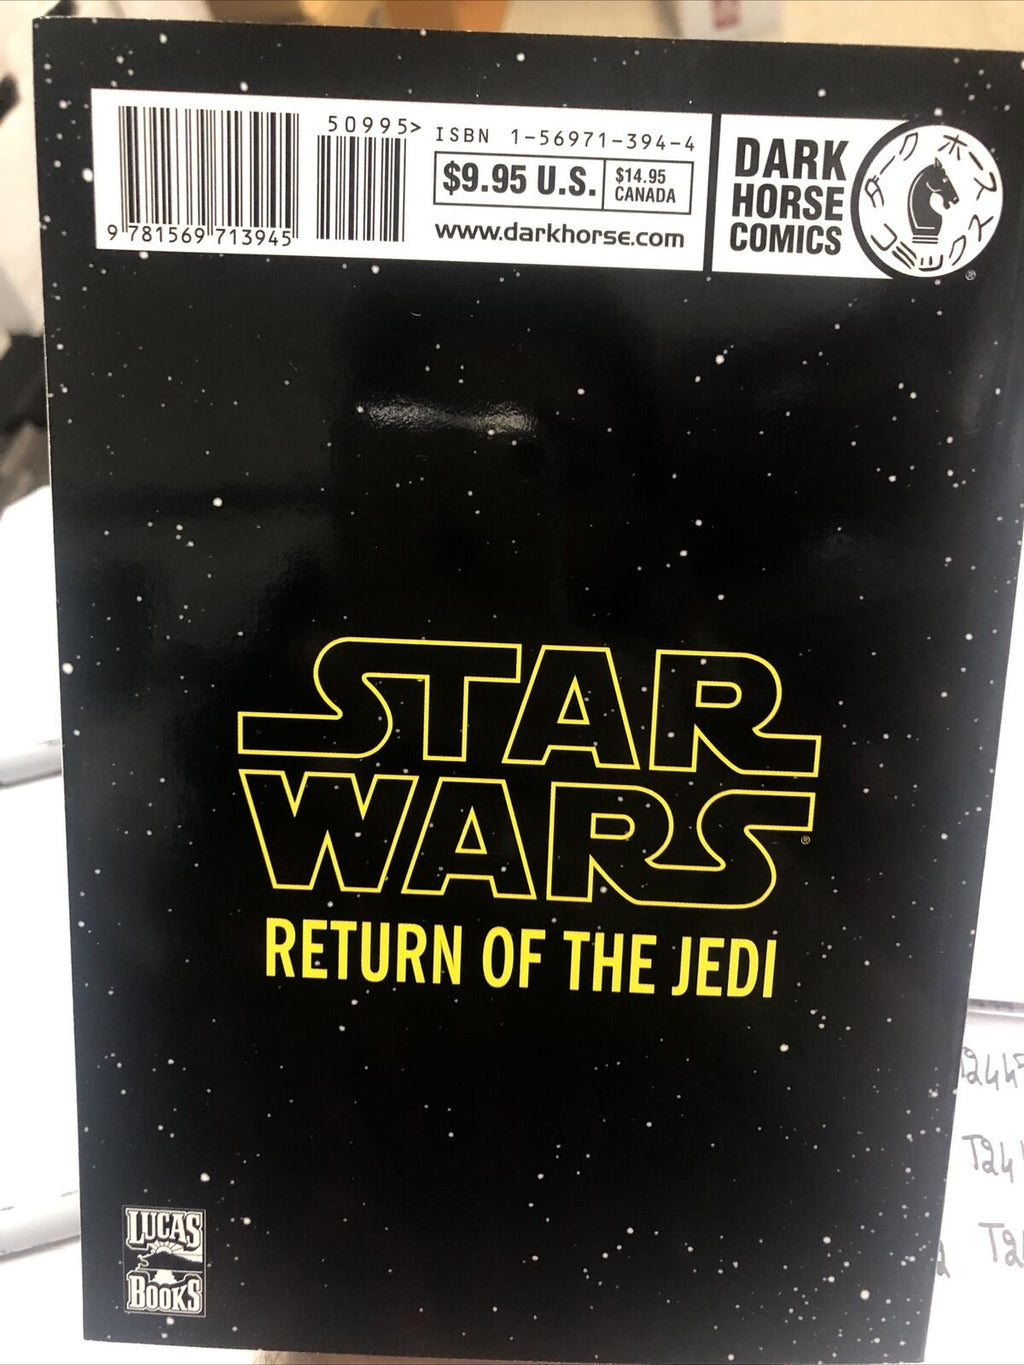 50995>
ISBN 1-56971-394-4
$9.95 U.S.
$14.95
CANADA
www.darkhorse.com
9 781569 713945
DARK
HORSE
COMICS
ダーク ホース
コミックス
®
STAR
WARS
®
RETURN OF THE JEDI
LUCAS
BOOKS
T244
T24